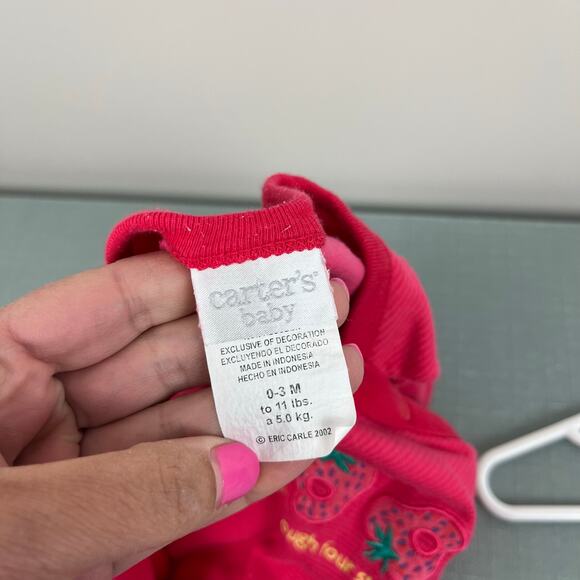 carter's
baby
EXCLUSIVE OF DECORATION
EXCLUYENDO EL DECORADO
MADE IN INDONESIA
HECHO EN INDONESIA
0-3 M
to 11 lbs.
a 5.0 kg.
© ERIC CARLE 2002
four